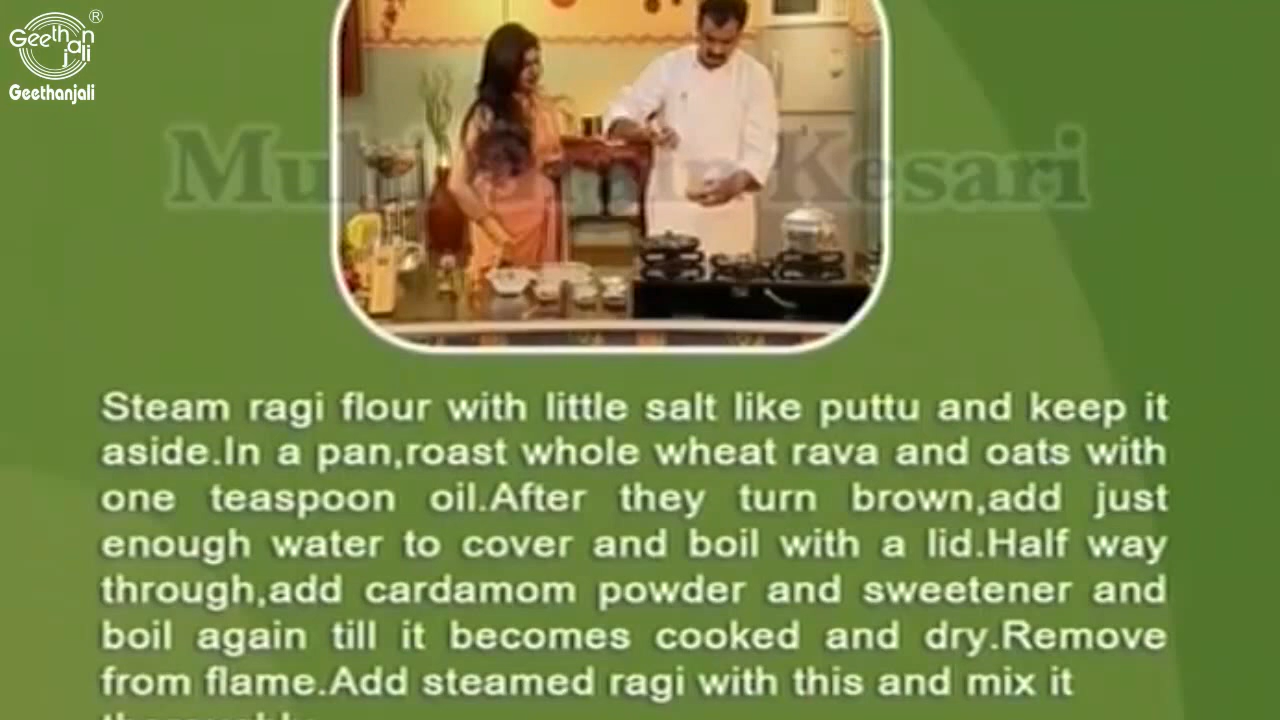 Geethanjali
Geethanjali
Kesari
Steam ragi flour with little salt like puttu and keep it
aside.In a pan,roast whole wheat rava and oats with
one teaspoon oil.After they turn brown,add just
enough water to cover and boil with a lid.Half way
through,add cardamom powder and sweetener and
boil again till it becomes cooked and dry.Remove
from flame.Add steamed ragi with this and mix it